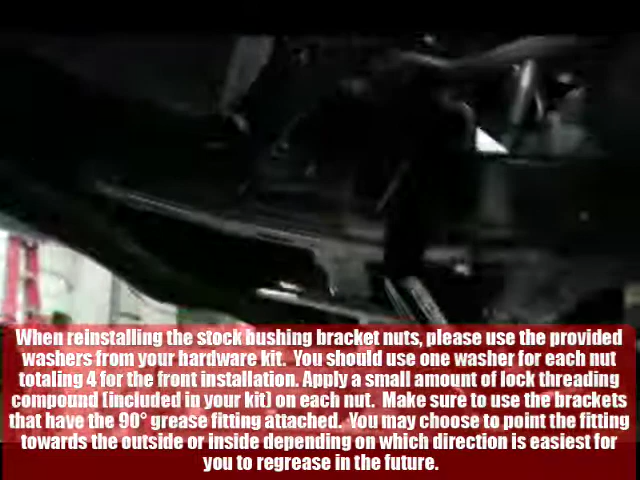 When reinstalling the stock bushing bracket nuts, please use the provided
washers from your hardware kit.  You should use one washer for each nut
totaling 4 for the front installation. Apply a small amount of lock threading
compound (included in your kit) on each nut.  Make sure to use the brackets
that have the 90° grease fitting attached.  You may choose to point the fitting
towards the outside or inside depending on which direction is easiest for
you to regrease in the future.